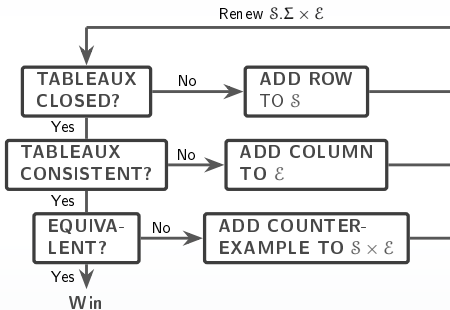 Renew 𝒮.Σ × ℰ
TABLEAUX
CLOSED?
No
ADD ROW
TO 𝒮
Yes
TABLEAUX
CONSISTENT?
No
ADD COLUMN
TO ℰ
Yes
EQUIVA-
LENT?
No
ADD COUNTER-
EXAMPLE TO 𝒮 × ℰ
Yes
Win